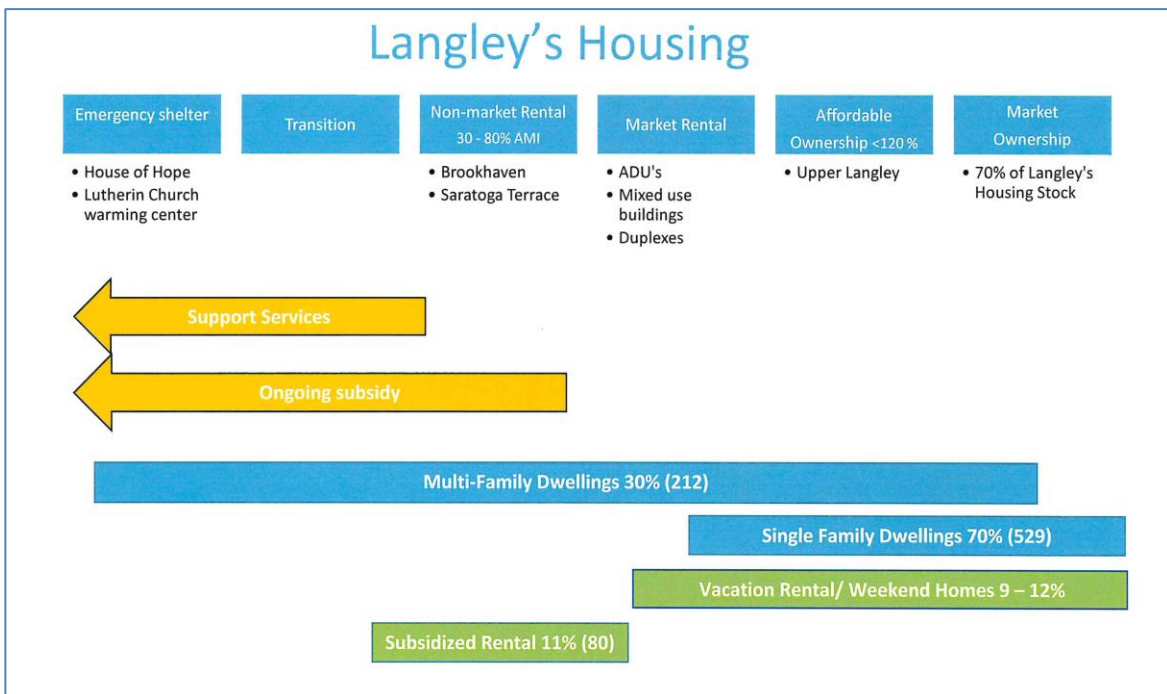 Langley's Housing
Emergency shelter
Transition
Non-market Rental
30 - 80% AMI
Market Rental
Affordable
Ownership <120 %
Market
Ownership
• House of Hope
• Lutherin Church
warming center
• Brookhaven
• Saratoga Terrace
• ADU's
• Mixed use
buildings
• Duplexes
• Upper Langley
• 70% of Langley's
Housing Stock
Support Services
Ongoing subsidy
Multi-Family Dwellings 30% (212)
Single Family Dwellings 70% (529)
Vacation Rental/ Weekend Homes 9 – 12%
Subsidized Rental 11% (80)